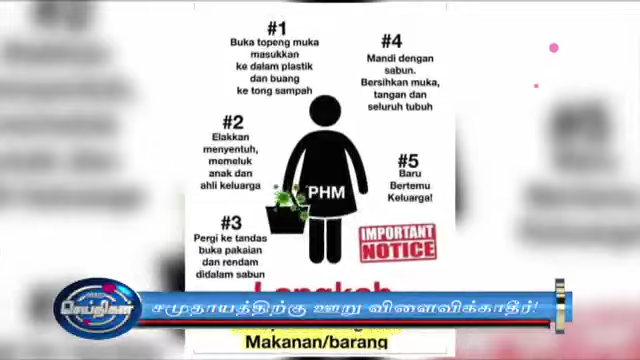 #1
Buka topeng muka
masukkan
ke dalam plastik
dan buang
ke tong sampah
#4
Mandi dengan
sabun.
Bersihkan muka,
tangan dan
seluruh tubuh
#2
Elakkan
menyentuh,
memeluk
anak dan
ahli keluarga
#5
Baru
Bertemu
Keluarga!
PHM
#3
Pergi ke tandas
buka pakaian
dan rendam
didalam sabun
IMPORTANT
NOTICE
செய்திகள்
சமுதாயத்திற்கு ஊறு விளைவிக்காதீர்!
Makanan/barang